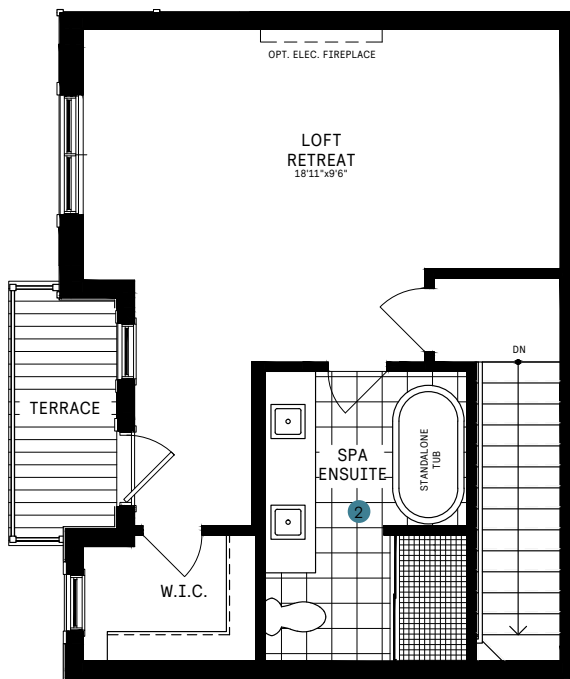 OPT. ELEC. FIREPLACE
LOFT
RETREAT
18'11"x9'6"
DN
TERRACE
SPA
ENSUITE
STANDALONE
TUB
2
W.I.C.